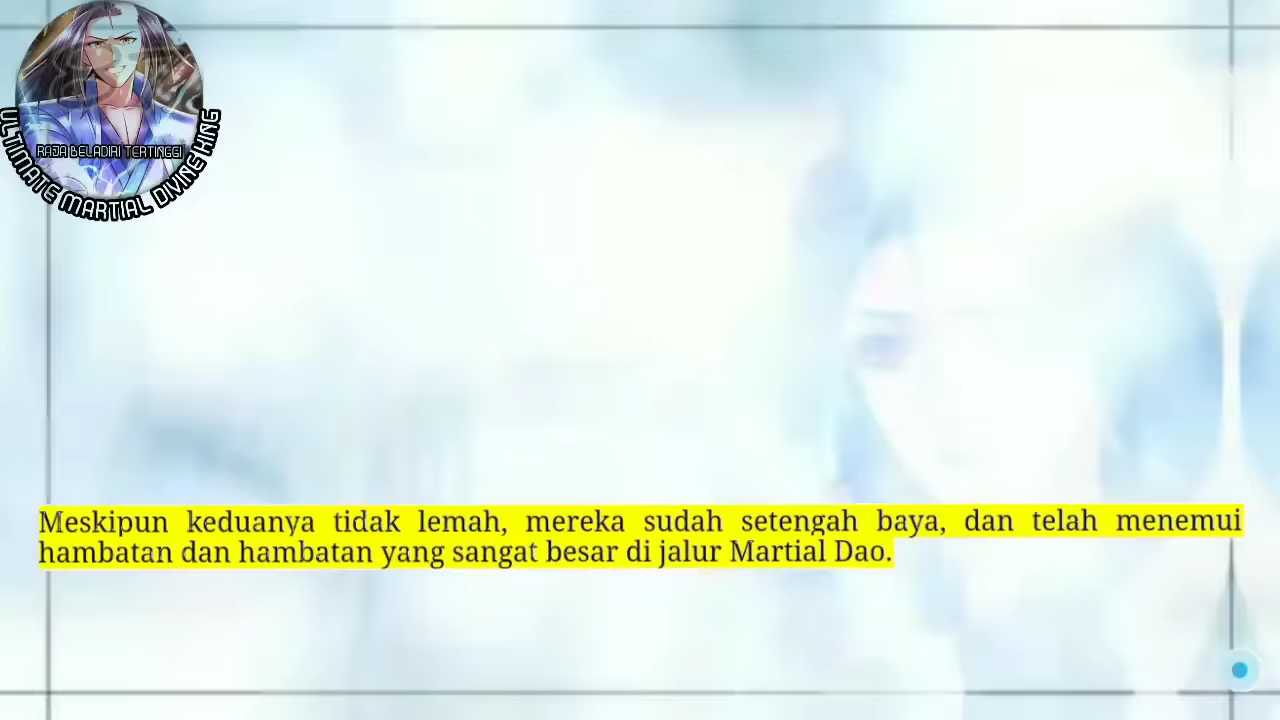 RAJA BELADIRI TERTINGGI
ULTIMATE MARTIAL DIVINE KING
Meskipun keduanya tidak lemah, mereka sudah setengah baya, dan telah menemui
hambatan dan hambatan yang sangat besar di jalur Martial Dao.